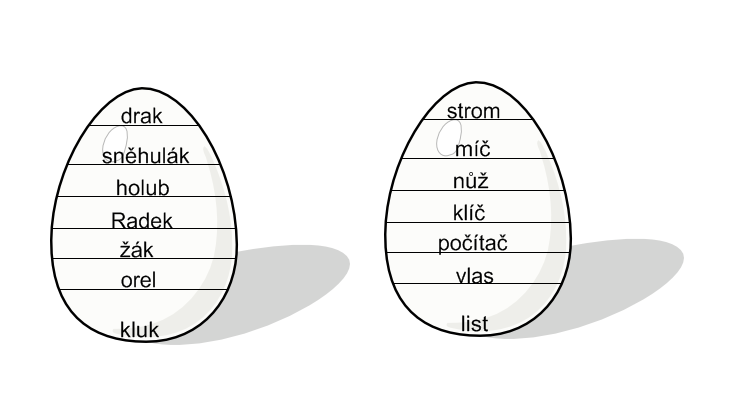 drak
sněhulák
holub
Radek
žák
orel
kluk
strom
míč
nůž
klíč
počítač
vlas
list